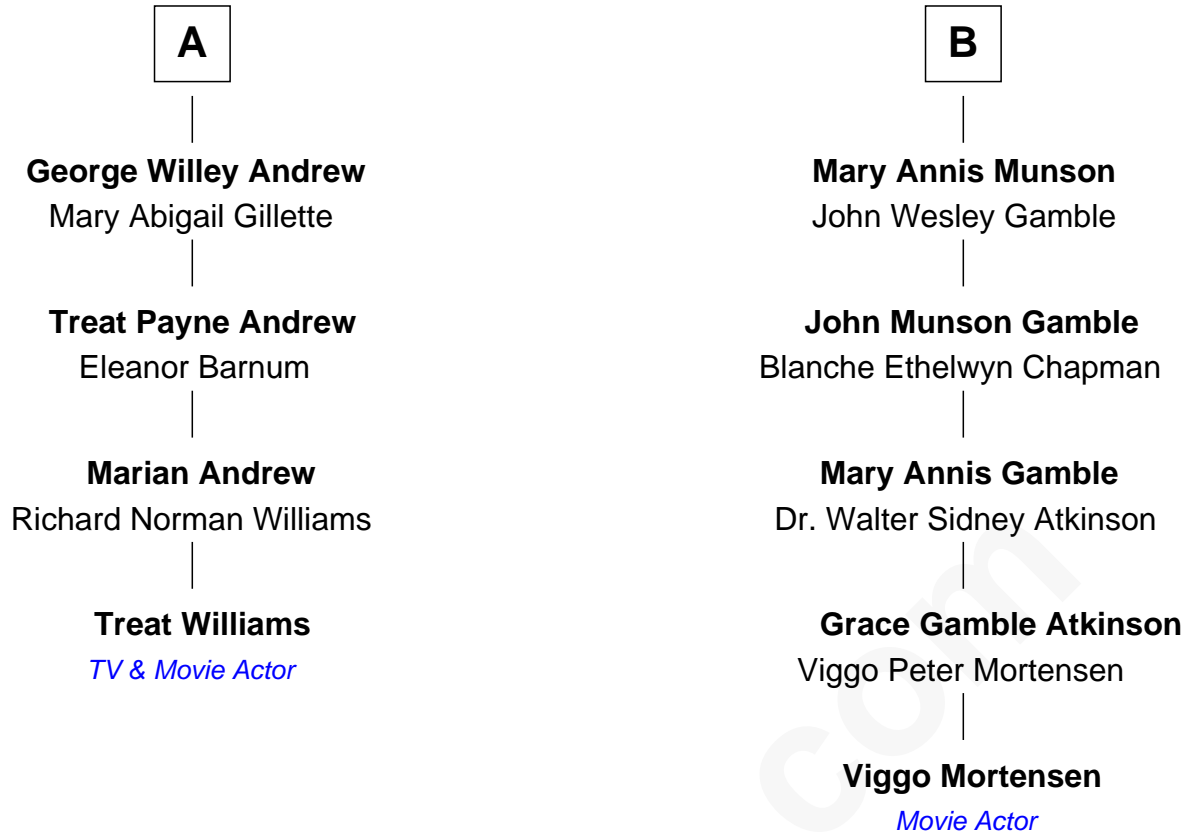 A
George Willey Andrew
Mary Abigail Gillette
Treat Payne Andrew
Eleanor Barnum
Marian Andrew
Richard Norman Williams
Treat Williams
TV & Movie Actor
B
Mary Annis Munson
John Wesley Gamble
John Munson Gamble
Blanche Ethelwyn Chapman
Mary Annis Gamble
Dr. Walter Sidney Atkinson
Grace Gamble Atkinson
Viggo Peter Mortensen
Viggo Mortensen
Movie Actor
com